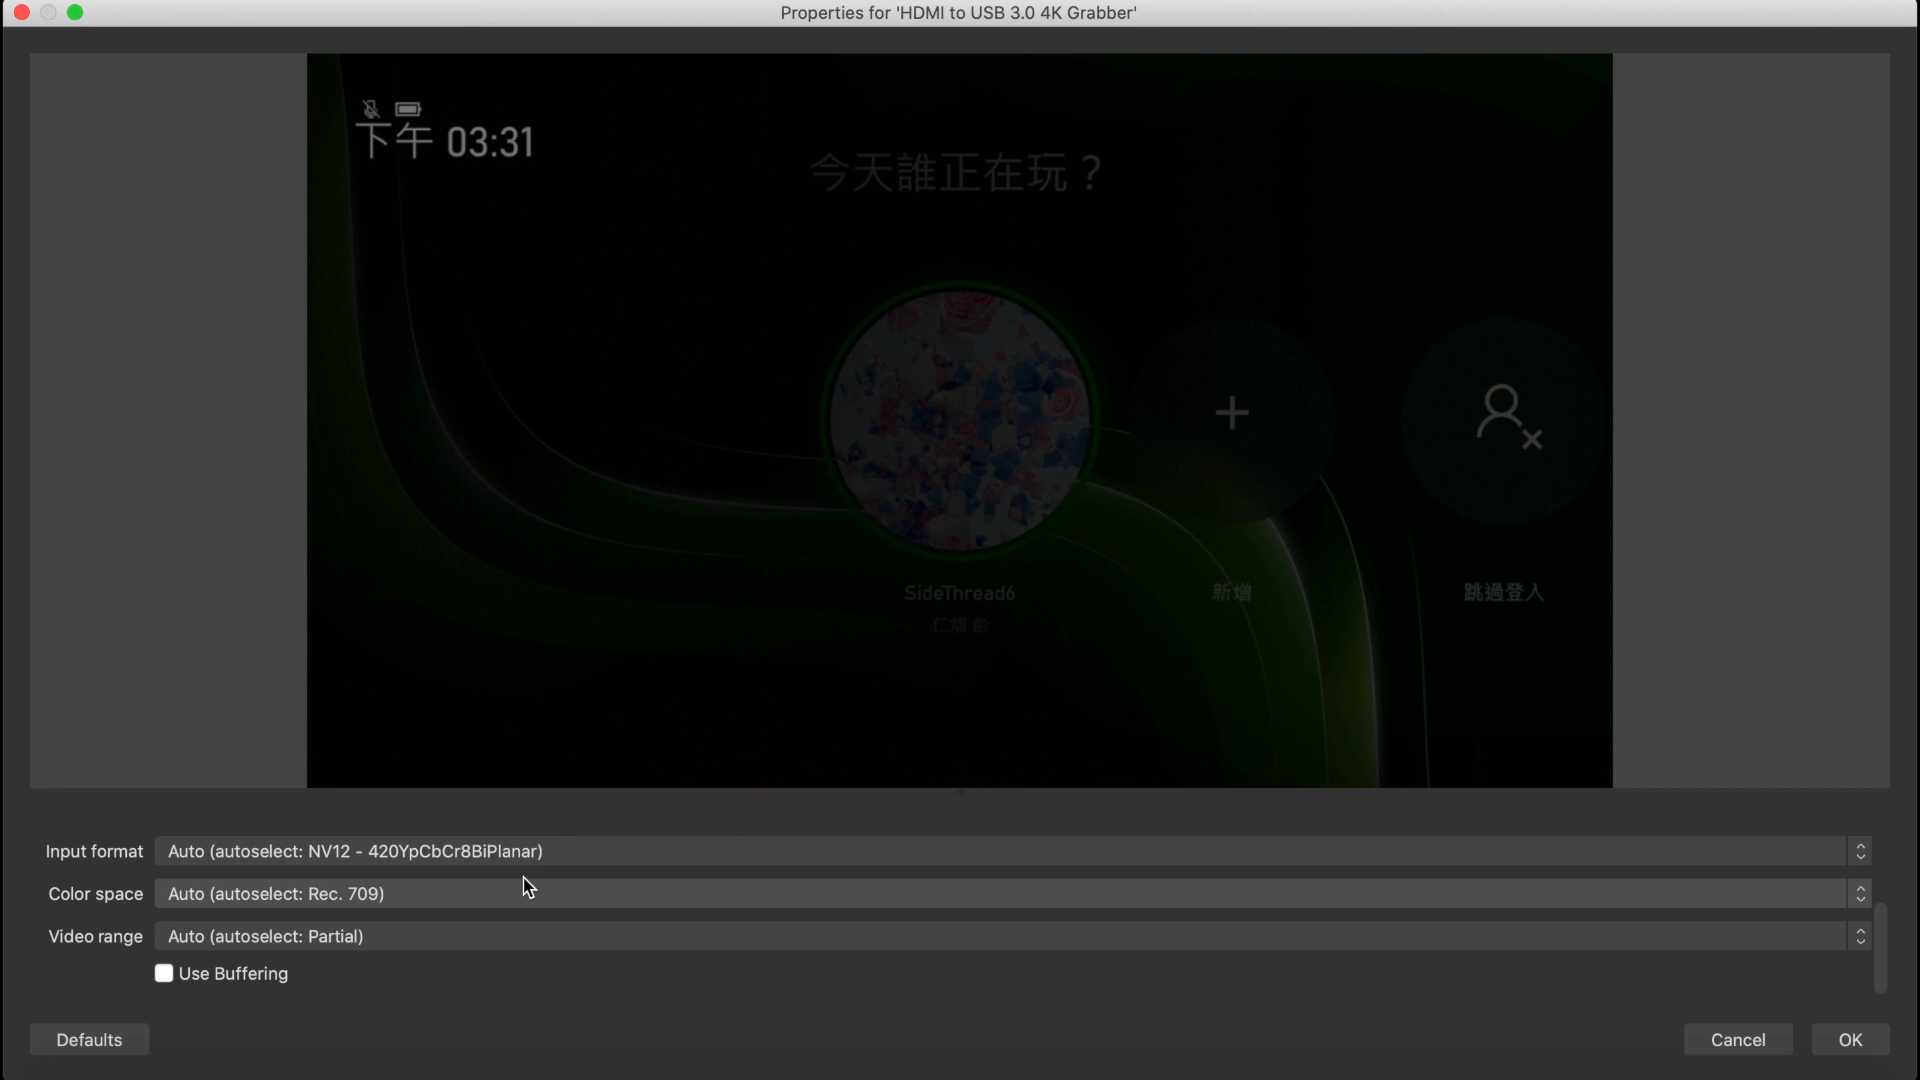 Properties for 'HDMI to USB 3.0 4K Grabber'
下午 03:31
今天誰正在玩？
SideThread6
新增
跳過登入
Input format Auto (autoselect: NV12 - 420YpCbCr8BiPlanar)
Color space Auto (autoselect: Rec. 709)
Video range Auto (autoselect: Partial)
Use Buffering
Defaults
Cancel
OK